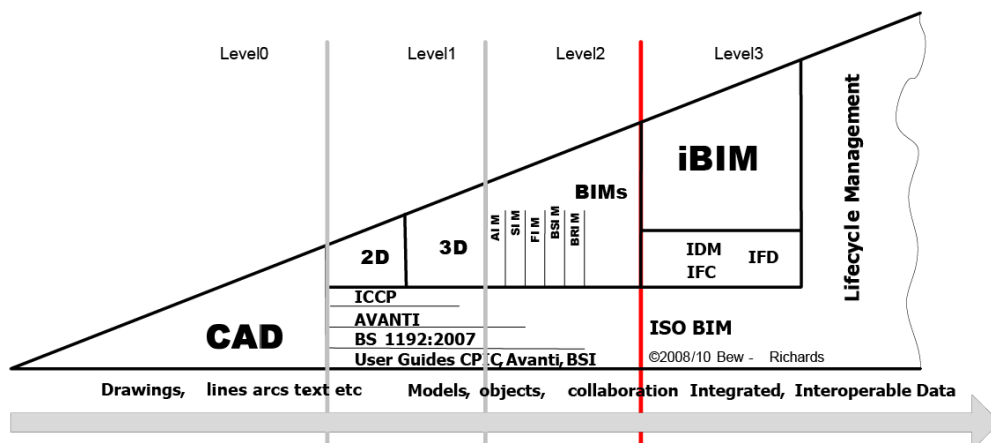 Level0
Level1
Level2
Level3
iBIM
BIMs
Lifecycle Management
AIM
SIM
FIM
BSIM
BRIM
2D
3D
IDM
IFD
IFC
ICCP
AVANTI
CAD
ISO BIM
BS 1192:2007
User Guides CPIC, Avanti, BSI
©2008/10 Bew - Richards
Drawings, lines arcs text etc
Models, objects, collaboration
Integrated, Interoperable Data